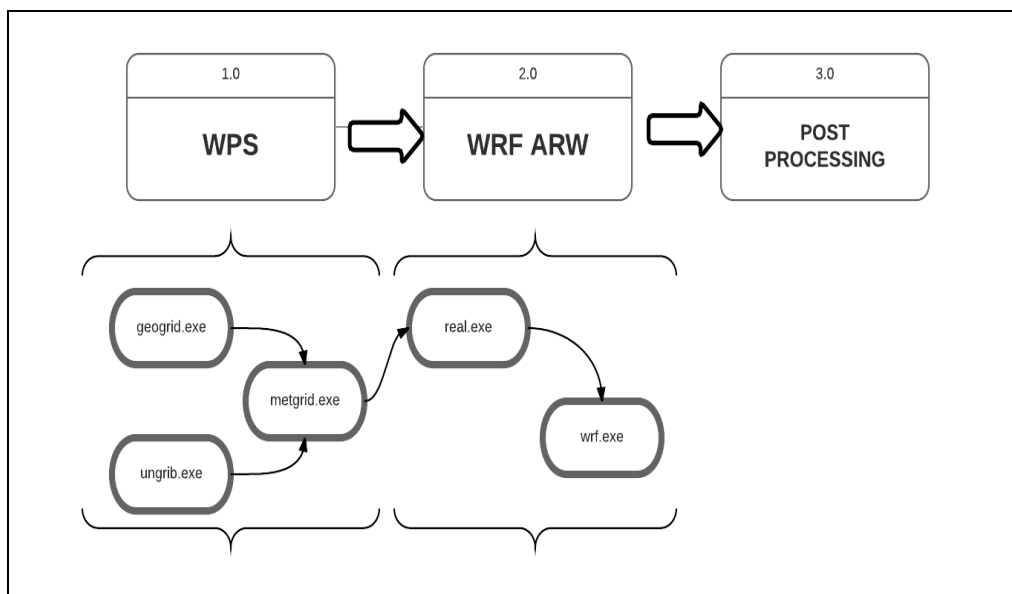 1.0
WPS
2.0
WRF ARW
3.0
POST
PROCESSING
geogrid.exe
metgrid.exe
ungrib.exe
real.exe
wrf.exe